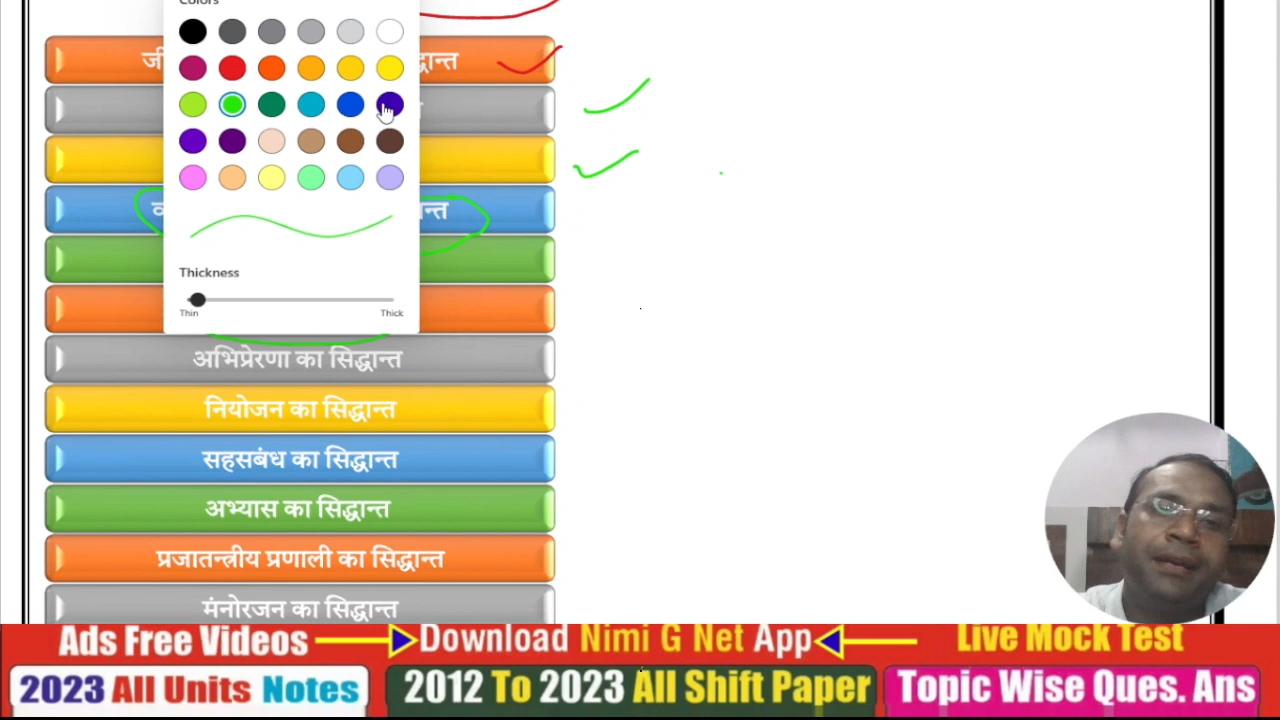 Colors
जी
द्धान्त
व
न्त
Thickness
Thin Thick
अभिप्रेरणा का सिद्धान्त
नियोजन का सिद्धान्त
सहसबंध का सिद्धान्त
अभ्यास का सिद्धान्त
प्रजातन्त्रीय प्रणाली का सिद्धान्त
मंनोरजन का सिद्धान्त
Ads Free Videos Download Nimi G Net App Live Mock Test
2023 All Units Notes 2012 To 2023 All Shift Paper Topic Wise Ques. Ans